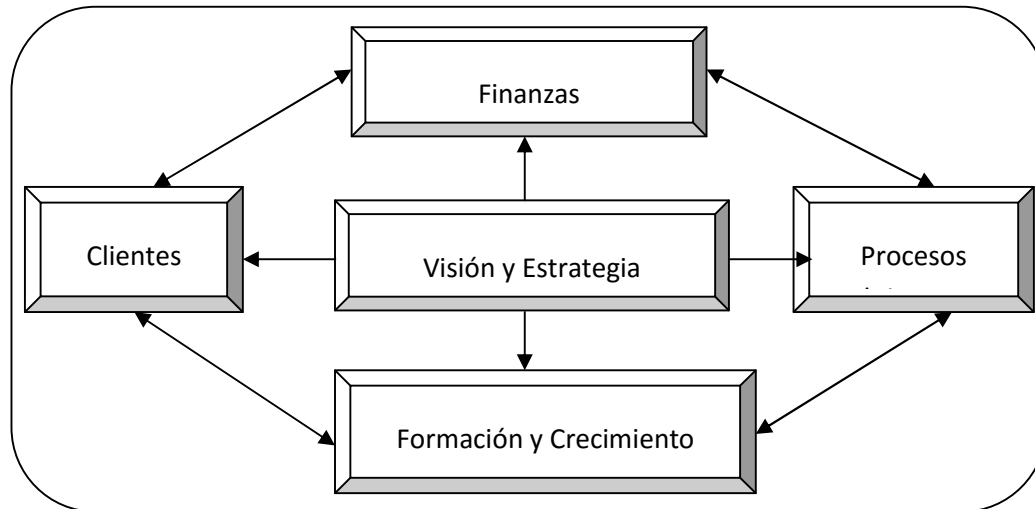 Finanzas
Clientes
Visión y Estrategia
Procesos
Formación y Crecimiento